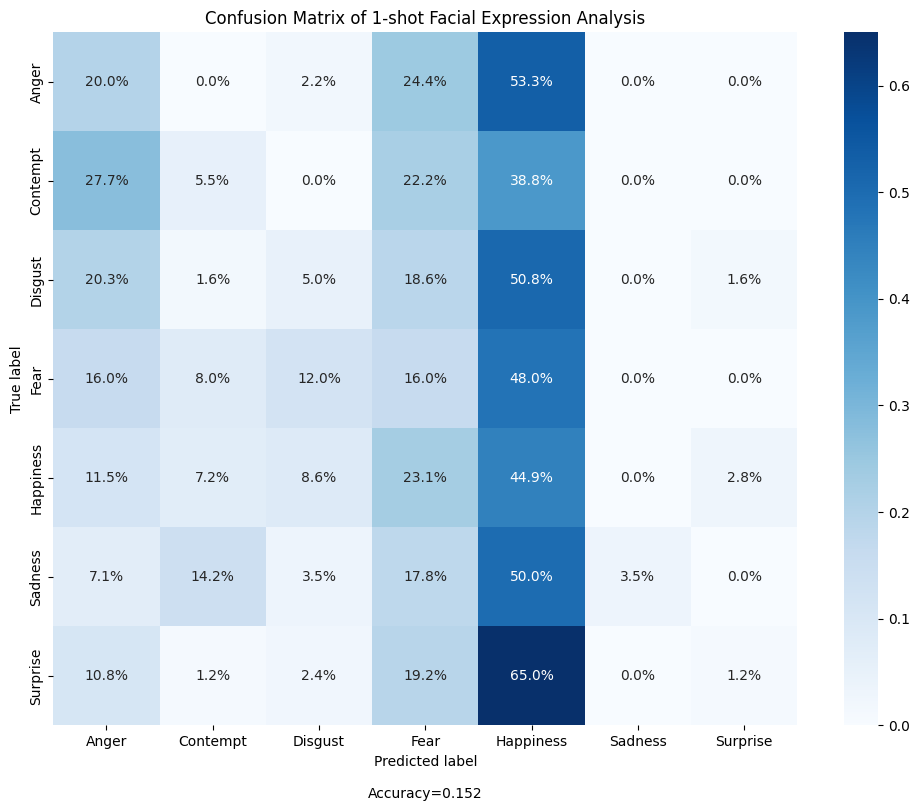 Confusion Matrix of 1-shot Facial Expression Analysis
True label
Anger 20.0% 0.0% 2.2% 24.4% 53.3% 0.0% 0.0%
Contempt 27.7% 5.5% 0.0% 22.2% 38.8% 0.0% 0.0%
Disgust 20.3% 1.6% 5.0% 18.6% 50.8% 0.0% 1.6%
Fear 16.0% 8.0% 12.0% 16.0% 48.0% 0.0% 0.0%
Happiness 11.5% 7.2% 8.6% 23.1% 44.9% 0.0% 2.8%
Sadness 7.1% 14.2% 3.5% 17.8% 50.0% 3.5% 0.0%
Surprise 10.8% 1.2% 2.4% 19.2% 65.0% 0.0% 1.2%
Anger Contempt Disgust Fear Happiness Sadness Surprise
Predicted label
Accuracy=0.152
0.6
0.5
0.4
0.3
0.2
0.1
0.0